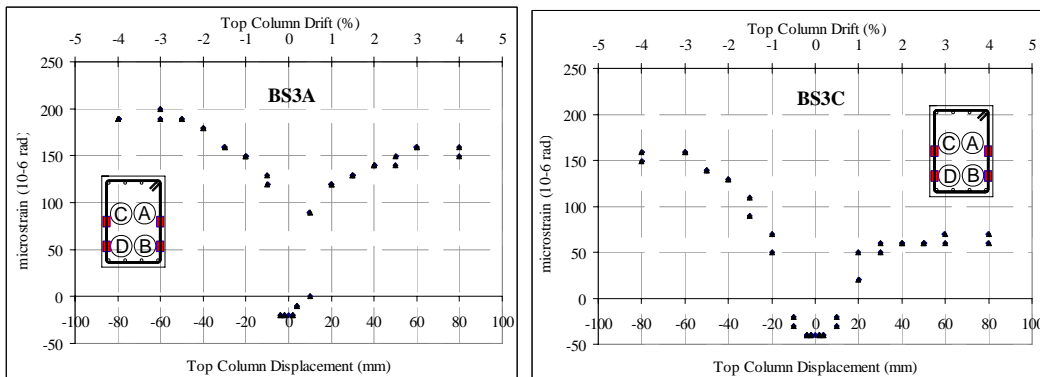 Top Column Drift (%)
-5 -4 -3 -2 -1 0 1 2 3 4 5
250
200
150
100
50
0
-50
BS3A
microstrain (10-6 rad)
C A
D B
-100 -80 -60 -40 -20 0 20 40 60 80 100
Top Column Displacement (mm)
Top Column Drift (%)
-5 -4 -3 -2 -1 0 1 2 3 4 5
250
200
150
100
50
0
-50
BS3C
microstrain (10-6 rad)
C A
D B
-100 -80 -60 -40 -20 0 20 40 60 80 100
Top Column Displacement (mm)